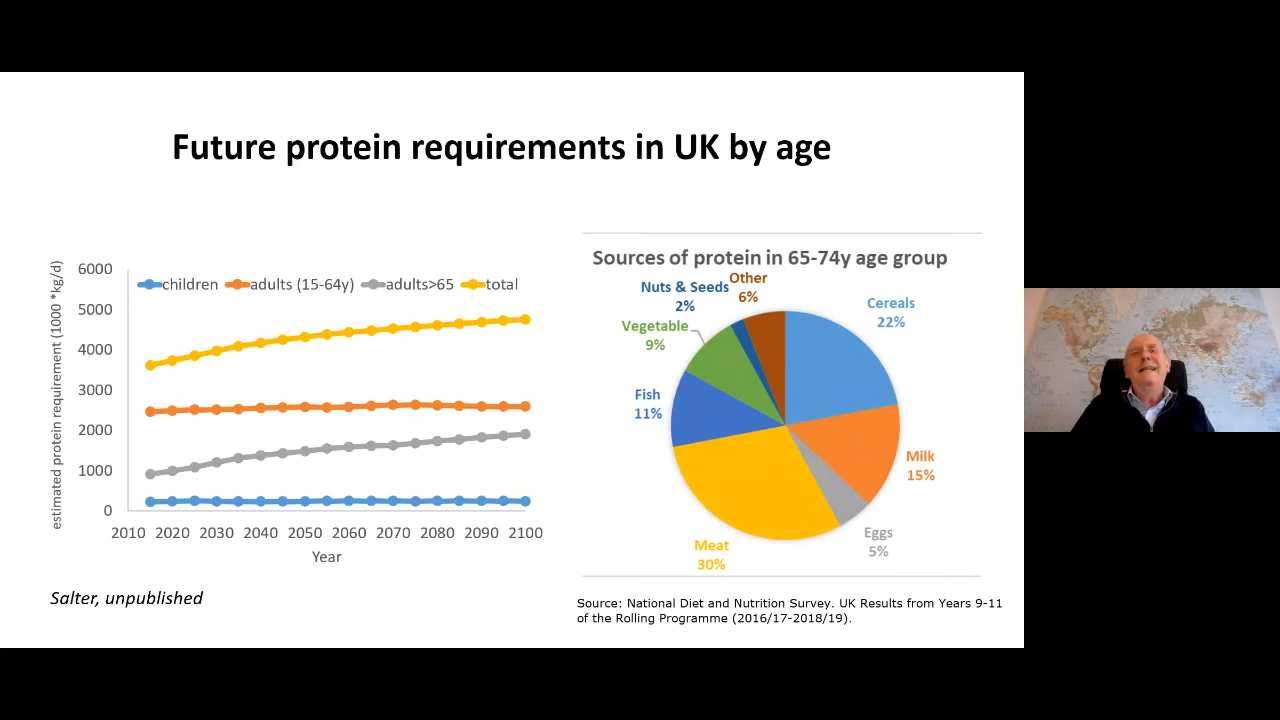 Future protein requirements in UK by age
estimated protein requirement (1000 *kg/d)
6000
5000
4000
3000
2000
1000
0
children
adults (15-64y)
adults>65
total
2010 2020 2030 2040 2050 2060 2070 2080 2090 2100
Year
Salter, unpublished
Sources of protein in 65-74y age group
Other
6%
Nuts & Seeds
2%
Cereals
22%
Vegetable
9%
Fish
11%
Milk
15%
Eggs
5%
Meat
30%
Source: National Diet and Nutrition Survey. UK Results from Years 9-11
of the Rolling Programme (2016/17-2018/19).